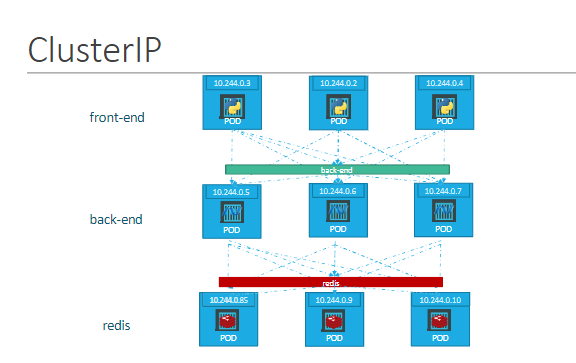 ClusterIP
10.244.0.3 10.244.0.2 10.244.0.4
front-end
POD POD POD
back-end
10.244.0.5 10.244.0.6 10.244.0.7
back-end
POD POD POD
redis
10.244.0.85 10.244.0.9 10.244.0.10
redis
POD POD POD